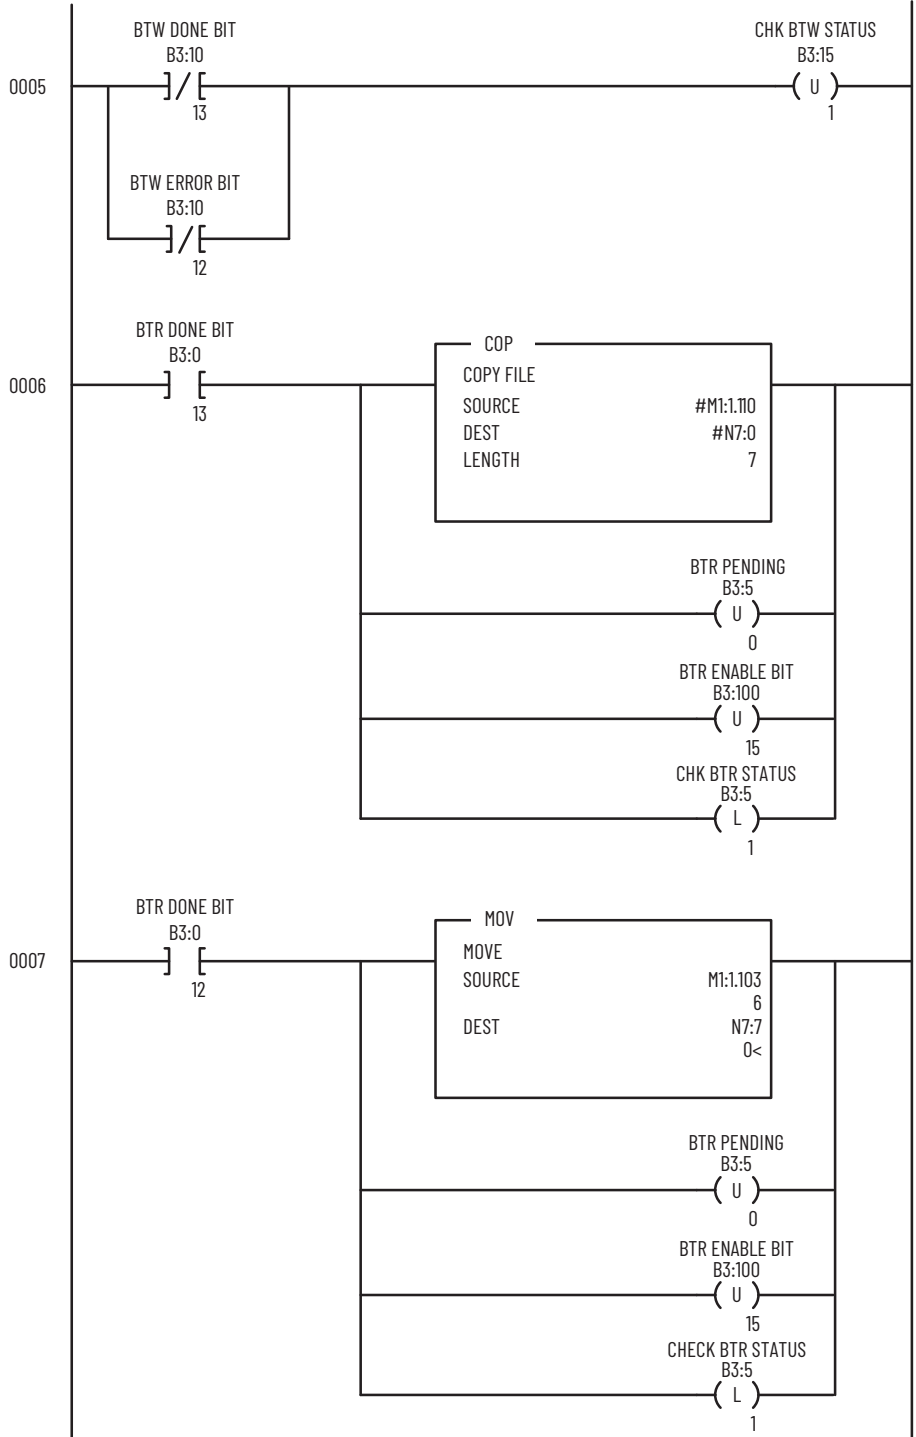 BTW DONE BIT
B3:10
13
CHK BTW STATUS
B3:15
U
1
0005
BTW ERROR BIT
B3:10
12
BTR DONE BIT
B3:0
13
0006
COP
COPY FILE
SOURCE #M1:1.110
DEST #N7:0
LENGTH 7
BTR PENDING
B3:5
U
0
BTR ENABLE BIT
B3:100
U
15
CHK BTR STATUS
B3:5
L
1
BTR DONE BIT
B3:0
12
0007
MOV
MOVE
SOURCE M1:1.103
6
DEST N7:7
0<
BTR PENDING
B3:5
U
0
BTR ENABLE BIT
B3:100
U
15
CHECK BTR STATUS
B3:5
L
1